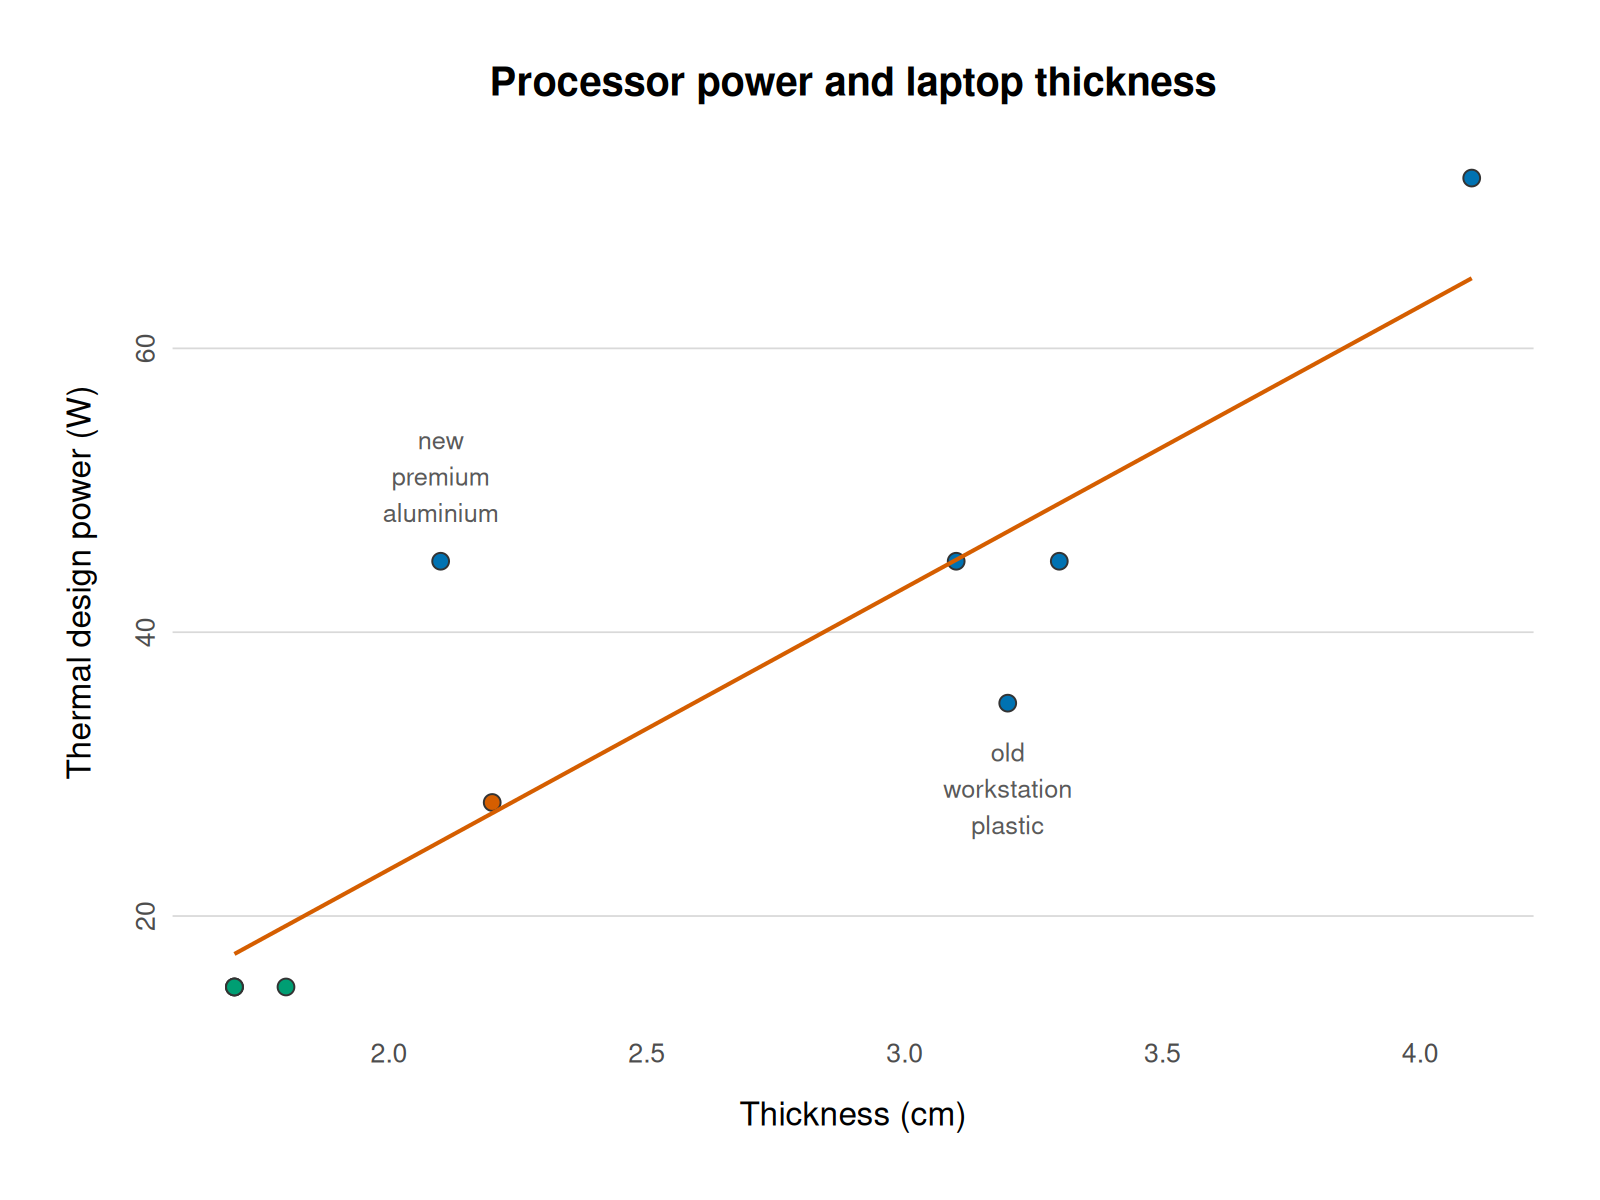 Processor power and laptop thickness
Thermal design power (W)
60
40
20
new
premium
aluminium
old
workstation
plastic
2.0
2.5
3.0
3.5
4.0
Thickness (cm)